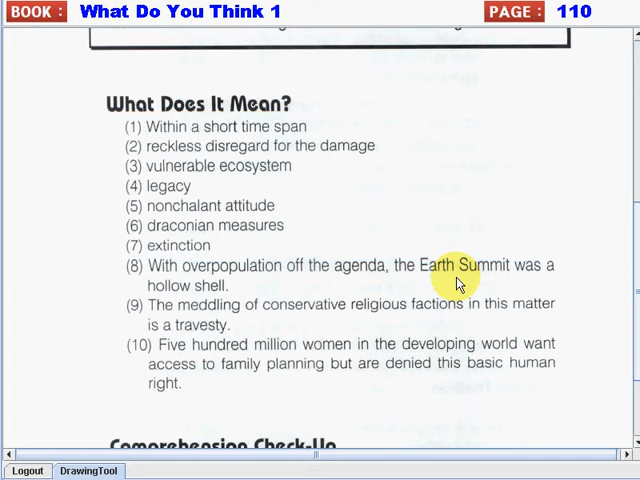 BOOK : What Do You Think 1 PAGE : 110
What Does It Mean?
(1) Within a short time span
(2) reckless disregard for the damage
(3) vulnerable ecosystem
(4) legacy
(5) nonchalant attitude
(6) draconian measures
(7) extinction
(8) With overpopulation off the agenda, the Earth Summit was a
hollow shell.
(9) The meddling of conservative religious factions in this matter
is a travesty.
(10) Five hundred million women in the developing world want
access to family planning but are denied this basic human
right.
Comprehension Check-Up
Logout DrawingTool